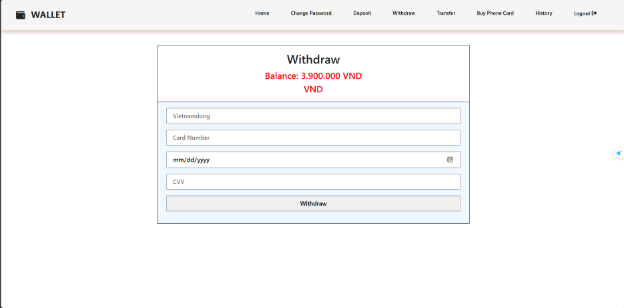 WALLET
Home Change Password Deposit Withdraw Transfer Buy Phone Card History Logout
Withdraw
Balance: 3.900.000 VND
VND
Vietnamdong
Card Number
mm/dd/yyyy
CVV
Withdraw